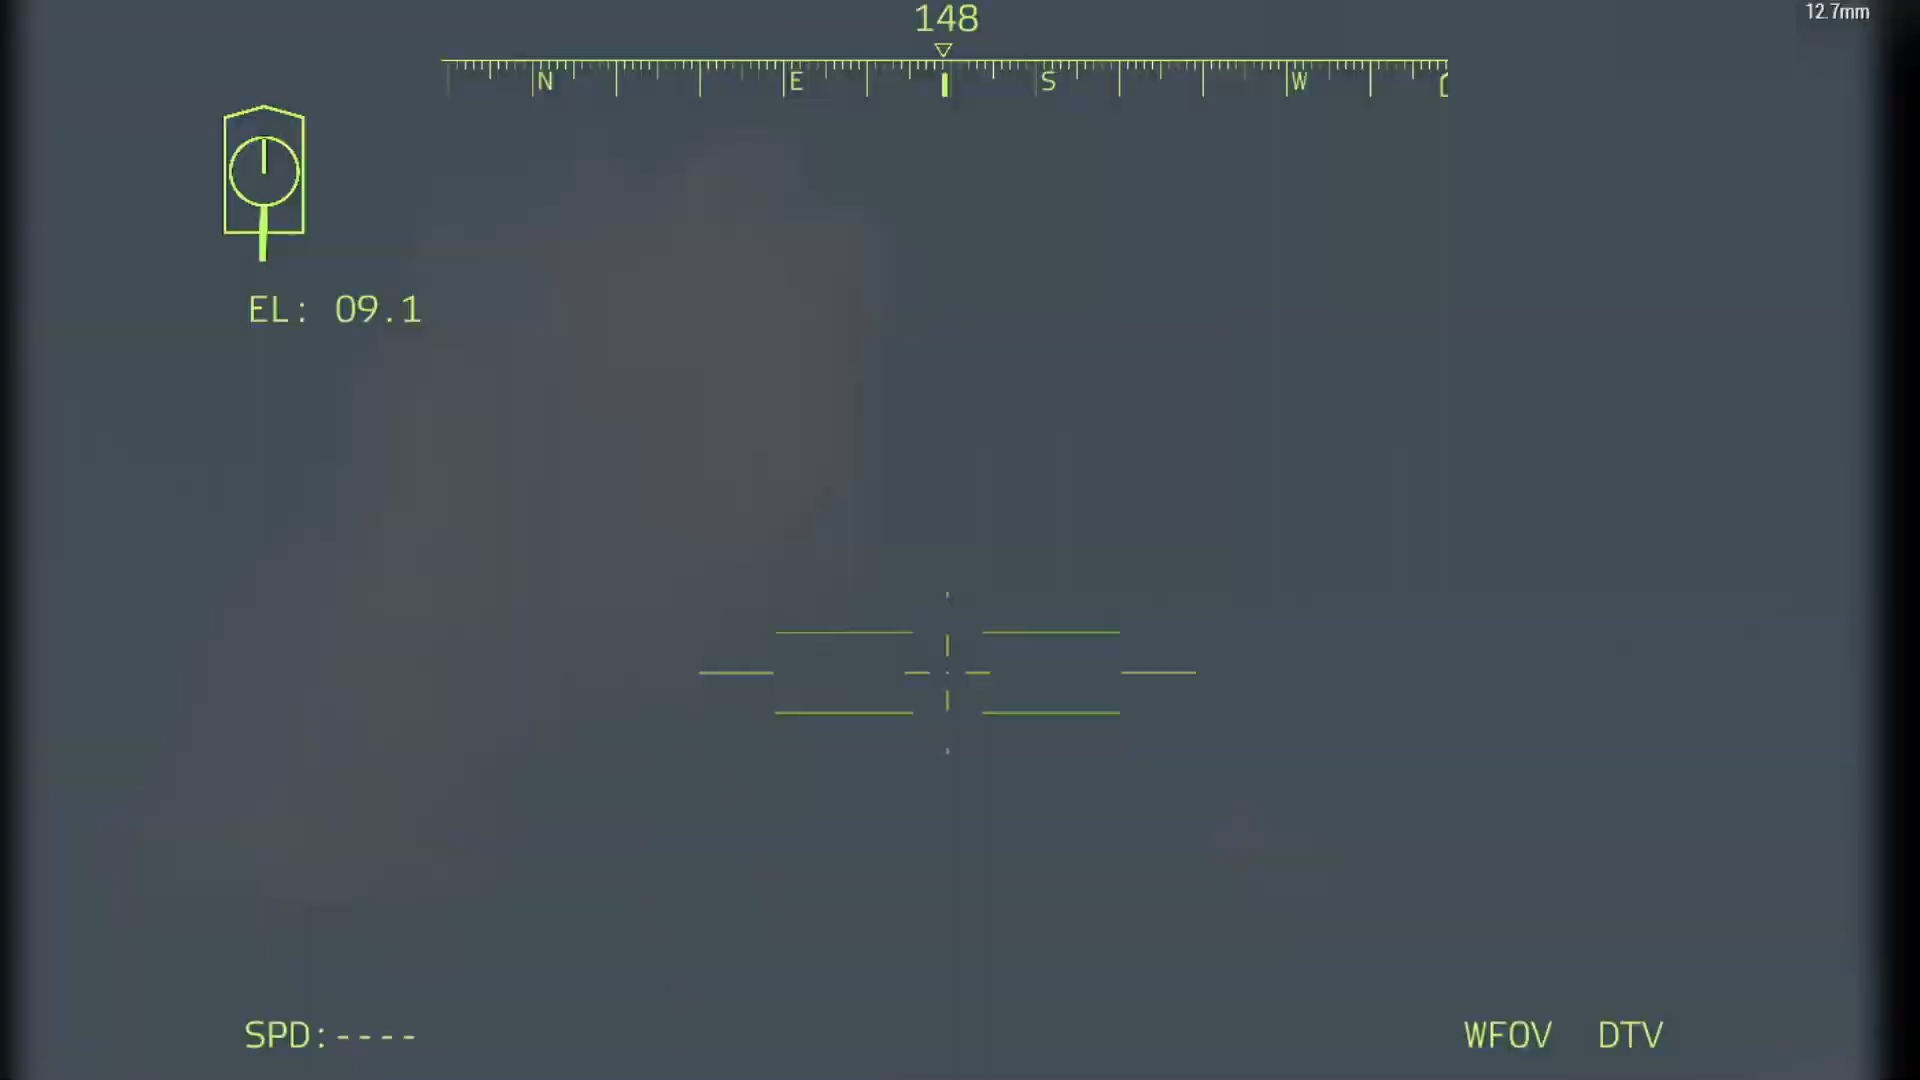 148
12.7mm
N E S W
EL: 09.1
SPD:----
WFOV DTV